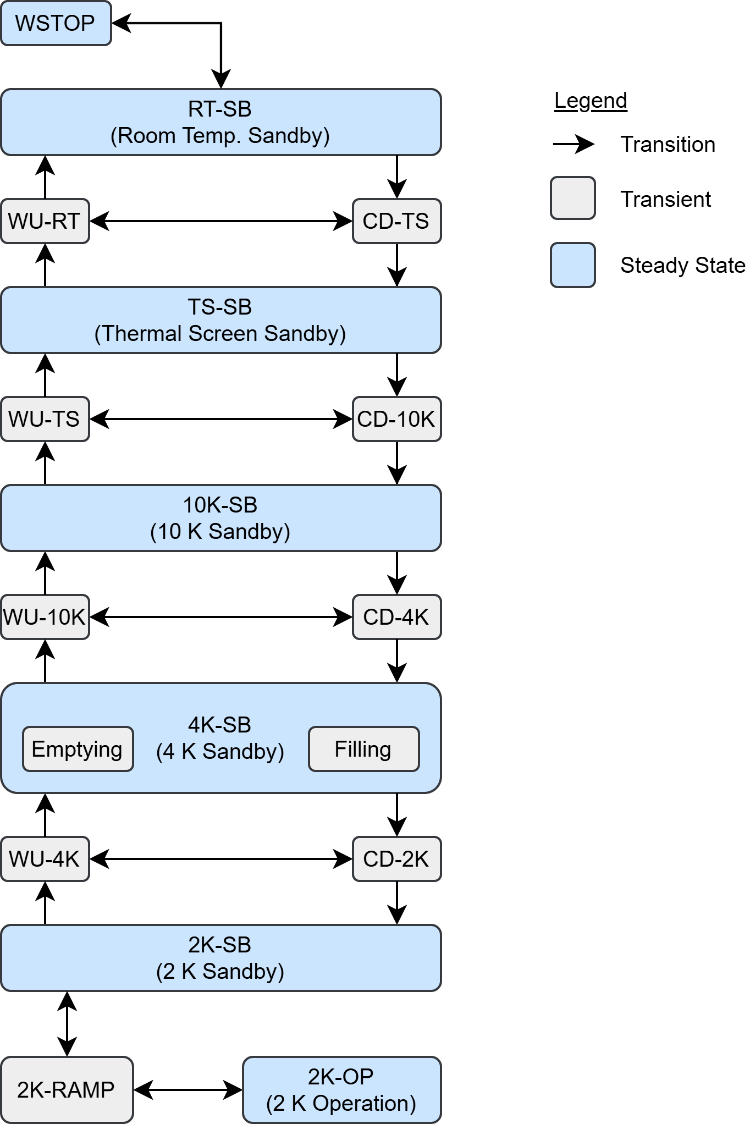 WSTOP
RT-SB
(Room Temp. Sandby)
Legend
Transition
Transient
Steady State
WU-RT
CD-TS
TS-SB
(Thermal Screen Sandby)
WU-TS
CD-10K
10K-SB
(10 K Sandby)
WU-10K
CD-4K
4K-SB
(4 K Sandby)
Emptying
Filling
WU-4K
CD-2K
2K-SB
(2 K Sandby)
2K-RAMP
2K-OP
(2 K Operation)